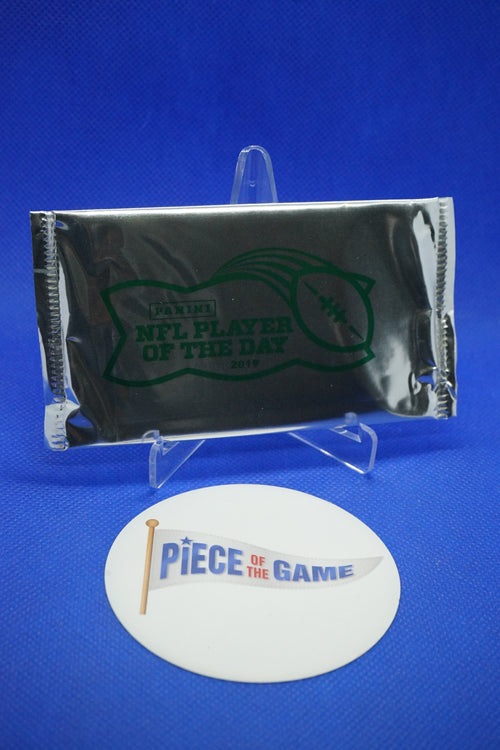 PANINI
NFL PLAYER
OF THE DAY
2019
PiECE OF THE GAME